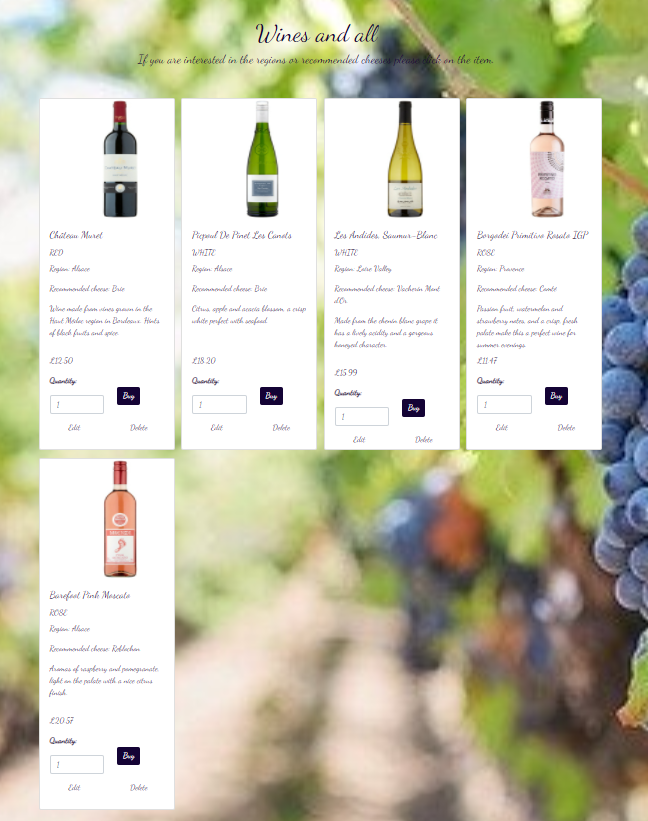 Wines and all
If you are interested in the regions or recommended cheeses please click on the item.
Château Muret
RED
Region: Alsace
Recommended cheese: Brie
Wine made from vines grown in the
Haut Médoc region in Bordeaux. Hints
of black fruits and spice.
£12.50
Quantity:
1
Buy
Edit
Delete
Picpoul De Pinet Les Canots
WHITE
Region: Alsace
Recommended cheese: Brie
Citrus, apple and acacia blossom, a crisp
white perfect with seafood.
£18.20
Quantity:
1
Buy
Edit
Delete
Les Andides, Saumur-Blanc
WHITE
Region: Loire Valley
Recommended cheese: Vacherin Mont
d'Or
Made from the chenin blanc grape it
has a lively acidity and a gorgeous
honeyed character.
£15.99
Quantity:
1
Buy
Edit
Delete
Borgodei Primitivo Rosato IGP
ROSE
Region: Provence
Recommended cheese: Comté
Passion fruit, watermelon and
strawberry notes, and a crisp, fresh
palate make this a perfect wine for
summer evenings.
£11.47
Quantity:
1
Buy
Edit
Delete
Barefoot Pink Moscato
ROSE
Region: Alsace
Recommended cheese: Reblochon
Aromas of raspberry and pomegranate,
light on the palate with a nice citrus
finish.
£20.57
Quantity:
1
Buy
Edit
Delete